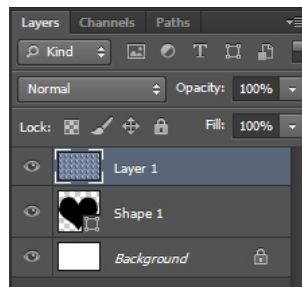 Layers Channels Paths
Kind T
Normal Opacity: 100%
Lock: Fill: 100%
Layer 1
Shape 1
Background